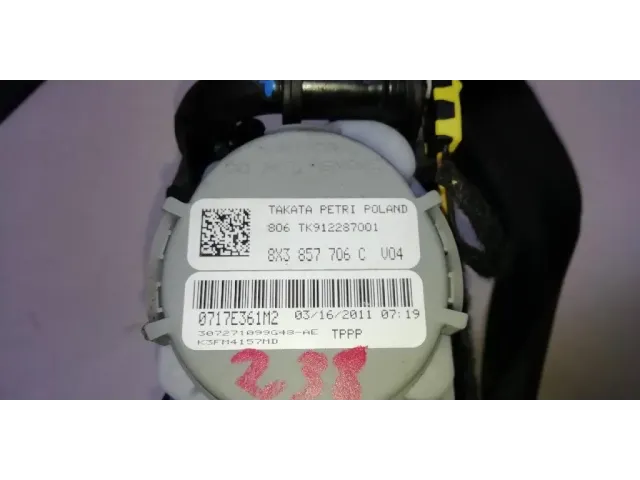 TAKATA PETRI POLAND
806 TK912287001
8X3 857 706 C V04
0717E361M2 03/16/2011 07:19
307271099G48-AE TPPP
K3FM4157MD
238